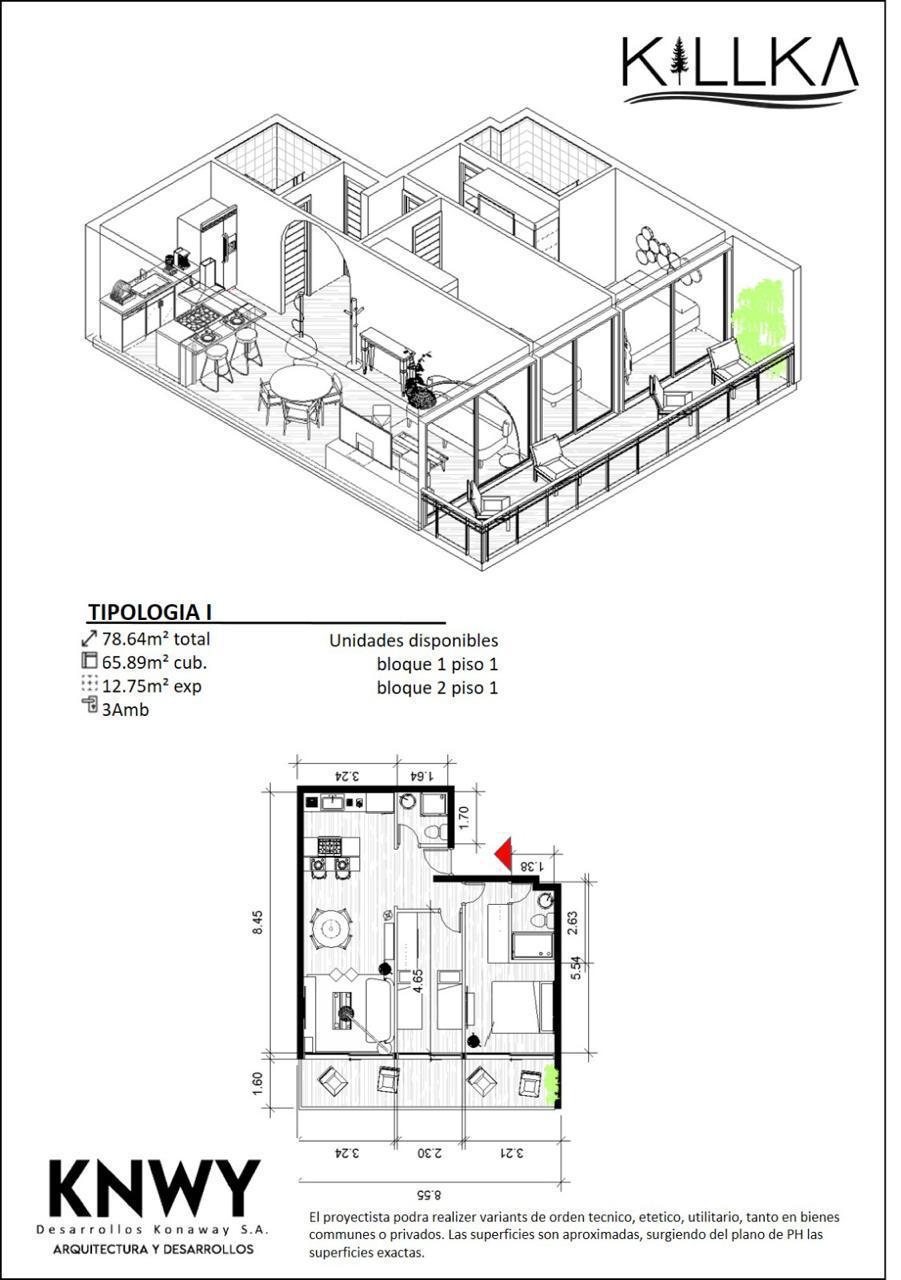 KILLKA
TIPOLOGIA I
78.64m² total
65.89m² cub.
12.75m² exp
3Amb
Unidades disponibles
bloque 1 piso 1
bloque 2 piso 1
3.24
1.64
1.70
1.38
8.45
2.63
5.54
4.65
1.60
3.24
2.30
3.21
8.55
KNWY
Desarrollos Konaway S.A.
ARQUITECTURA Y DESARROLLOS
El proyectista podra realizer variants de orden tecnico, etetico, utilitario, tanto en bienes
communes o privados. Las superficies son aproximadas, surgiendo del plano de PH las
superficies exactas.